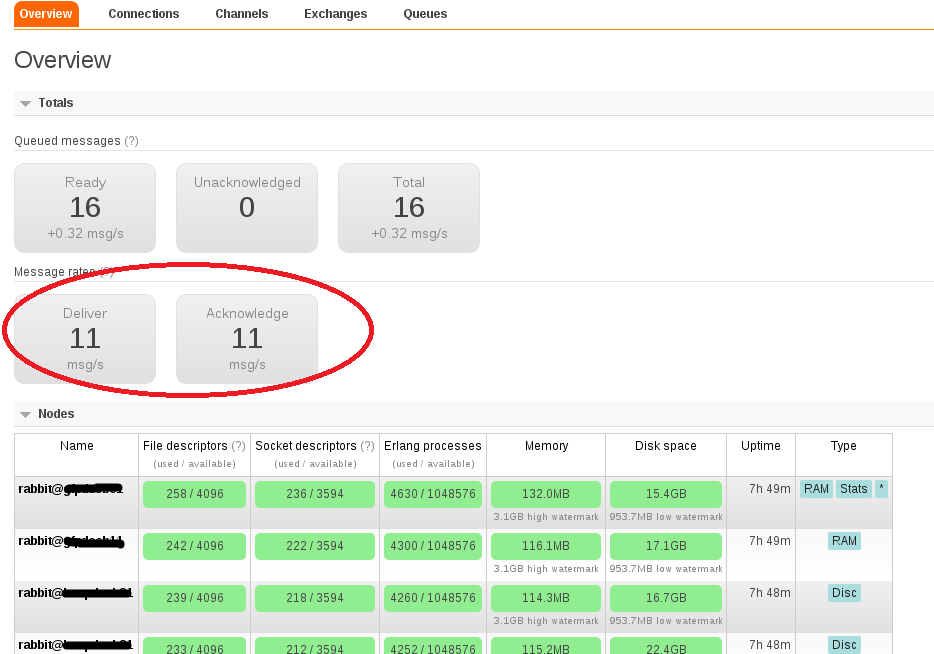 Overview Connections Channels Exchanges Queues
Overview
Totals
Queued messages (?)
Ready Unacknowledged Total
16 0 16
+0.32 msg/s +0.32 msg/s
Message rates (?)
Deliver Acknowledge
11 11
msg/s msg/s
Nodes
Name File descriptors (?) Socket descriptors (?) Erlang processes Memory Disk space Uptime Type
(used / available) (used / available) (used / available)
rabbit@ 258 / 4096 236 / 3594 4630 / 1048576 132.0MB 15.4GB 7h 49m RAM Stats *
3.1GB high watermark 953.7MB low watermark
rabbit@ 242 / 4096 222 / 3594 4300 / 1048576 116.1MB 17.1GB 7h 49m RAM
3.1GB high watermark 953.7MB low watermark
rabbit@ 239 / 4096 218 / 3594 4260 / 1048576 114.3MB 16.7GB 7h 48m Disc
3.1GB high watermark 953.7MB low watermark
rabbit@ 233 / 4096 212 / 3594 4252 / 1048576 115.2MB 22.4GB 7h 48m Disc